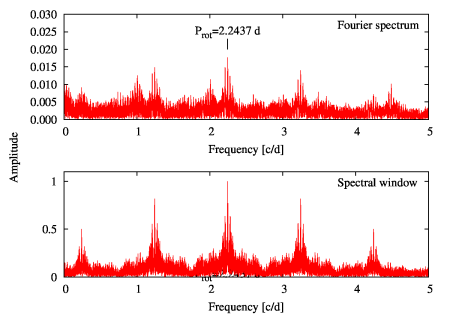 0.030
Fourier spectrum
0.025
Prot=2.2437 d
0.020
0.015
0.010
0.005
0.000
0 1 2 3 4 5
Frequency [c/d]
Amplitude
1
Spectral window
0.5
0
0 1 2 3 4 5
Frequency [c/d]